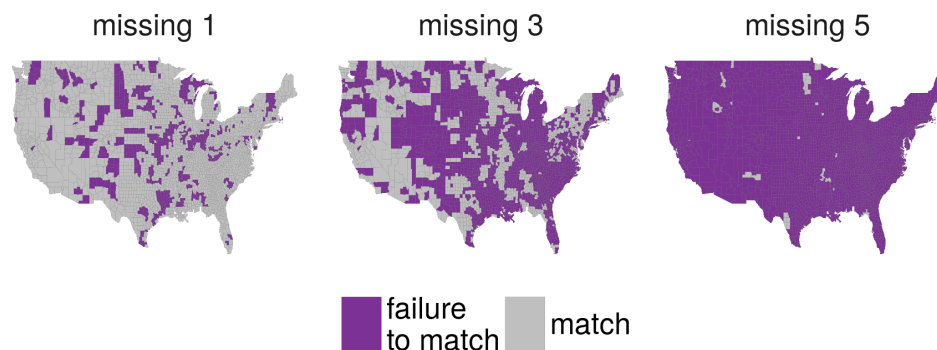 missing 1
missing 3
missing 5
failure
to match
match